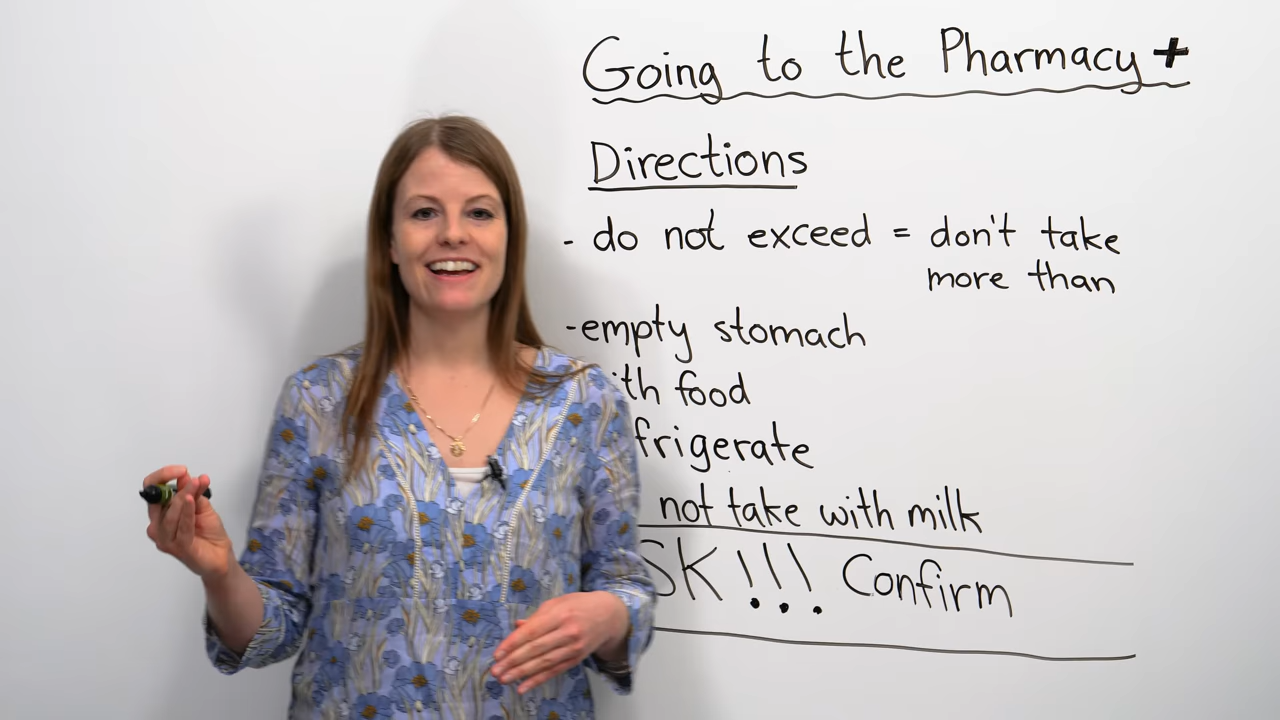 Going to the Pharmacy +
Directions
- do not exceed = don't take
more than
- empty stomach
food
not take with milk
!!! Confirm